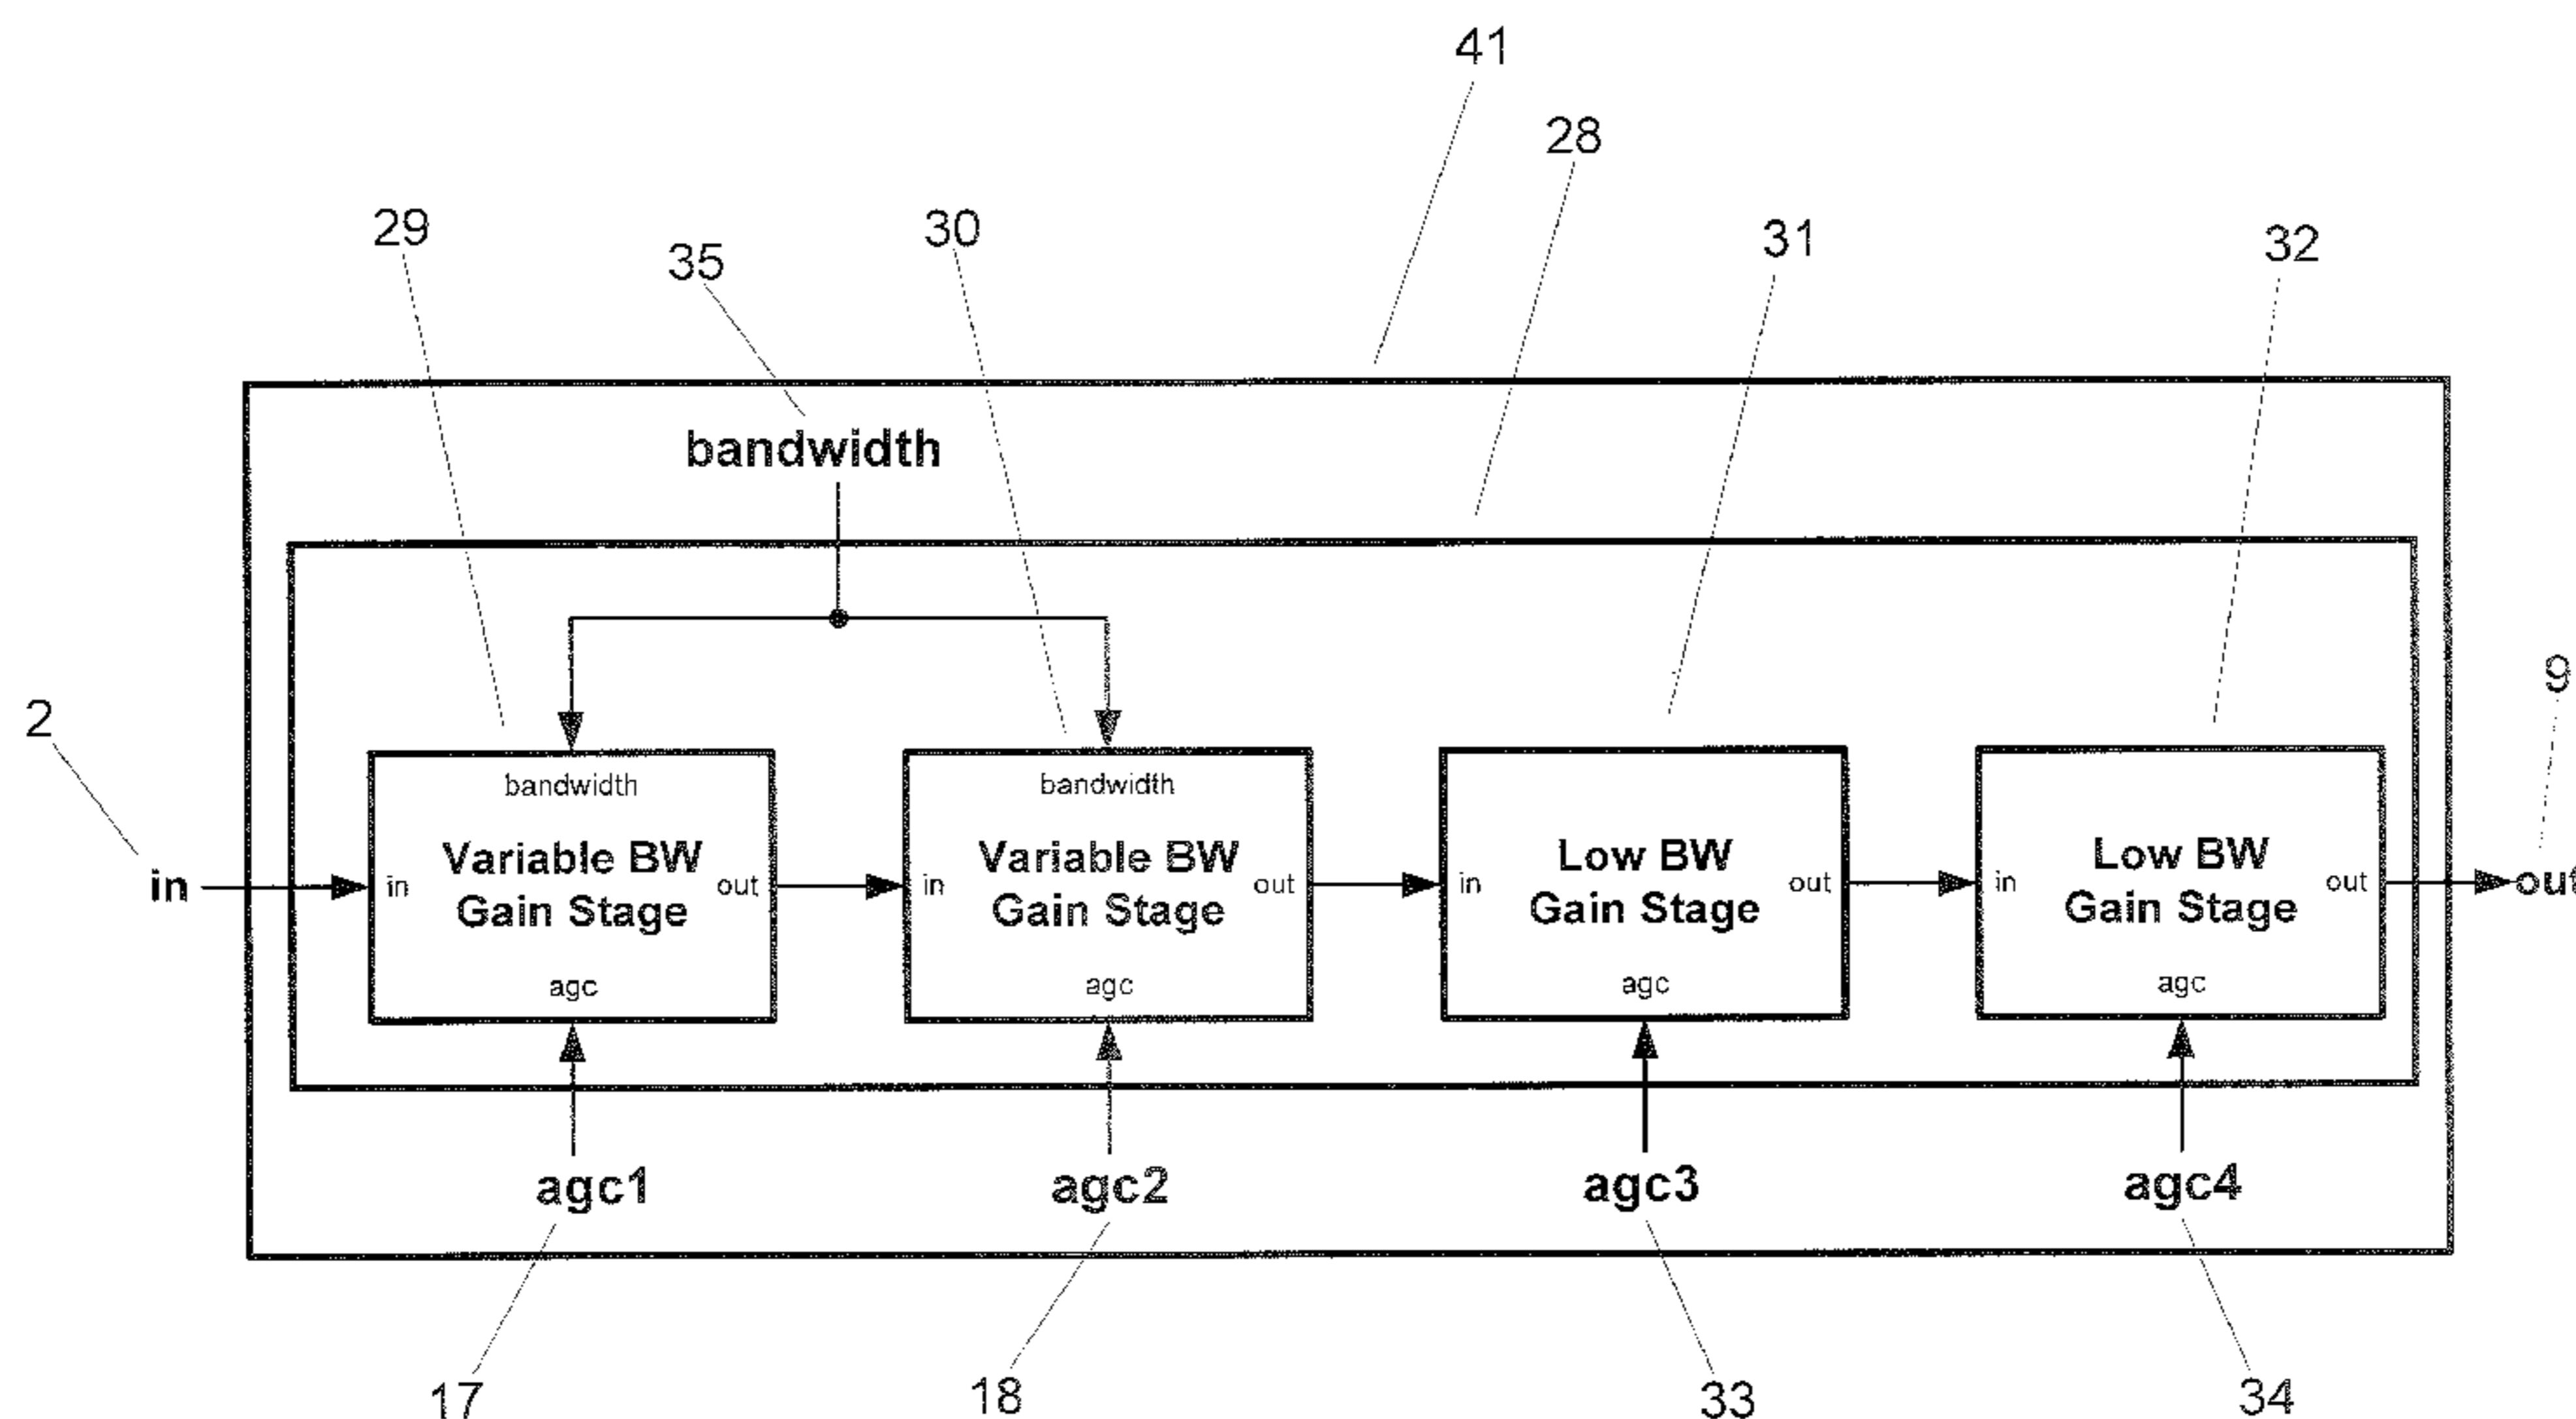 41
28
29
30
31
32
35
bandwidth
2
9
bandwidth
bandwidth
Variable BW
Gain Stage
in
out
agc
Variable BW
Gain Stage
in
out
agc
Low BW
Gain Stage
in
out
agc
Low BW
Gain Stage
in
out
agc
in
out
agc1
agc2
agc3
agc4
17
18
33
34